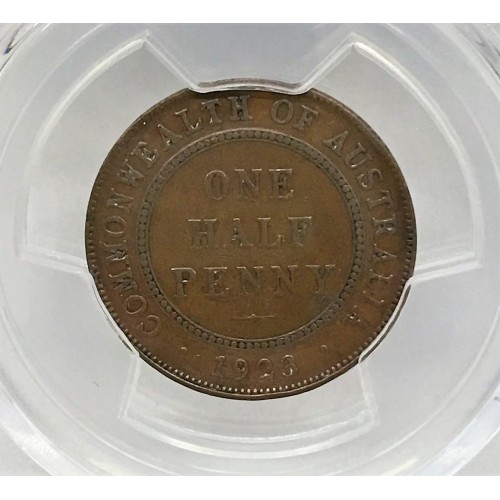 COMMONWEALTH OF AUSTRALIA
ONE
HALF
PENNY
1923